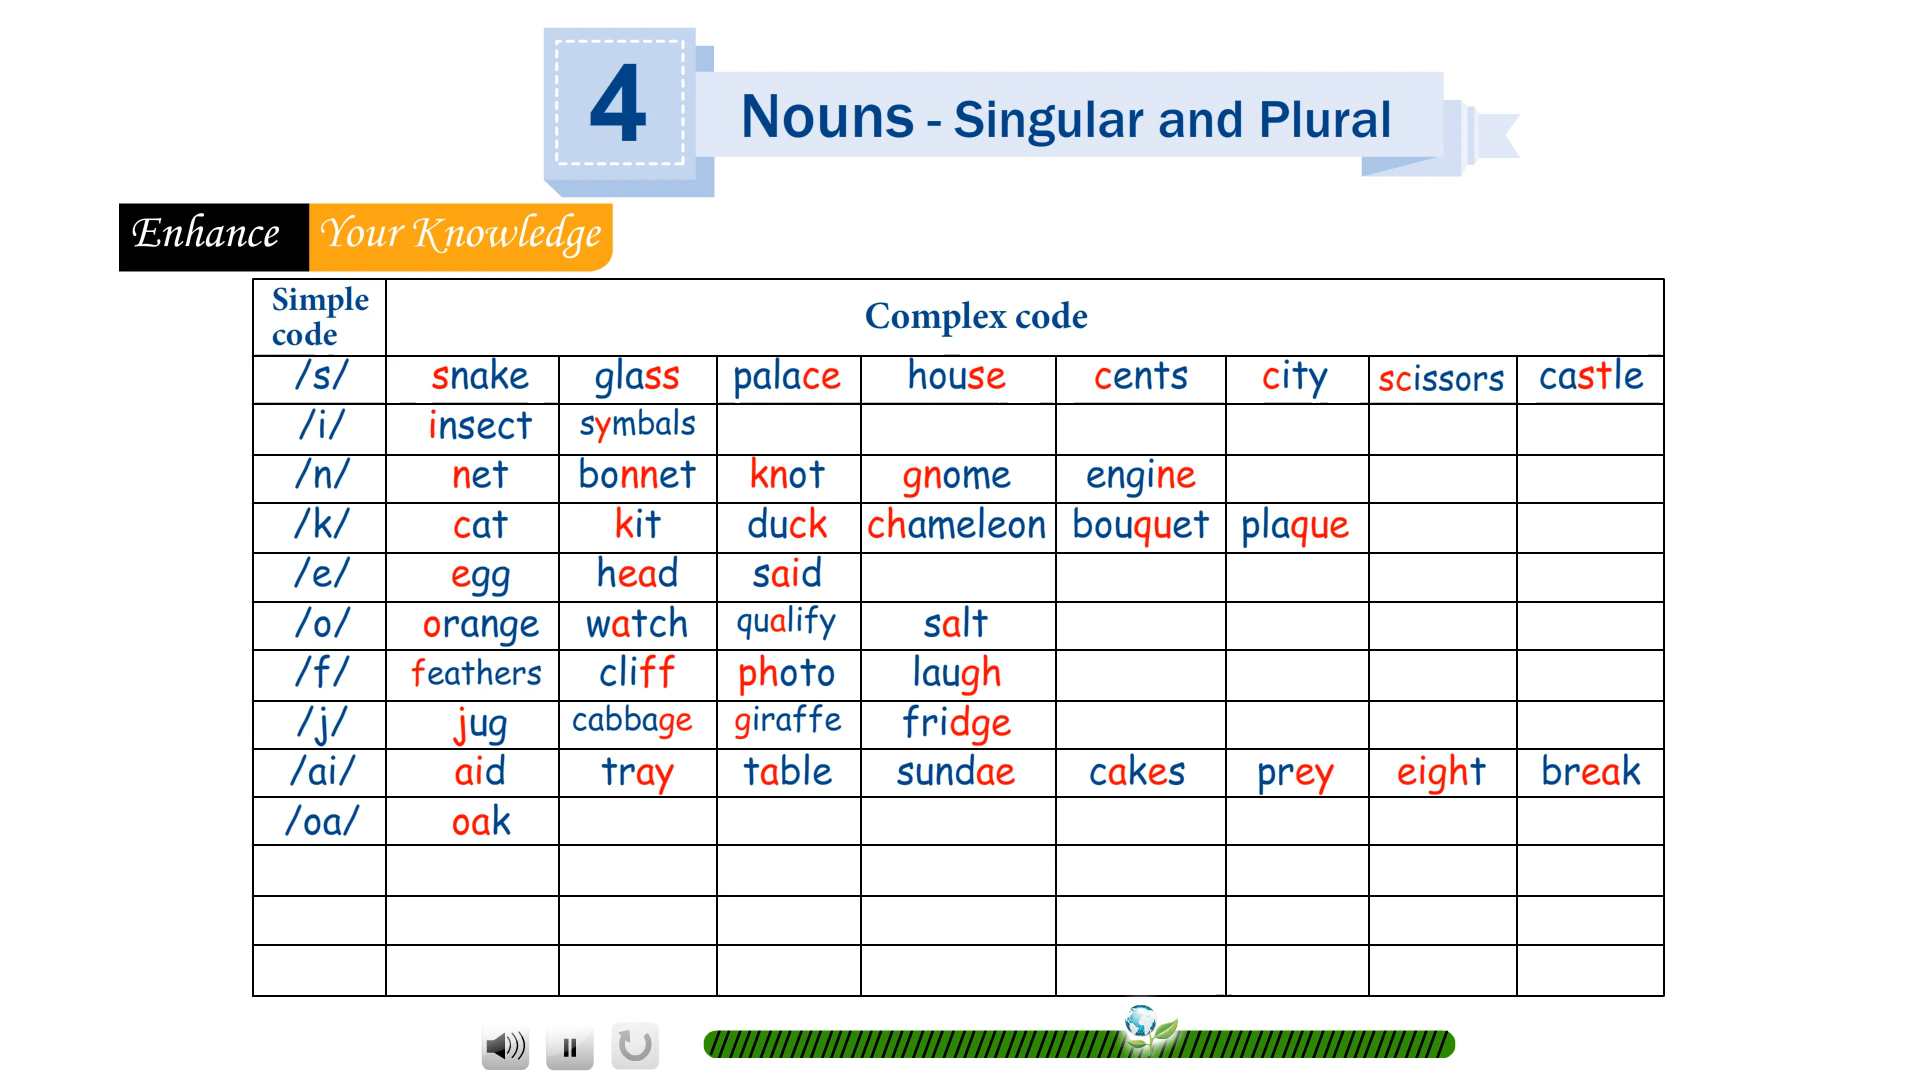 4
Nouns - Singular and Plural
Enhance Your Knowledge
Simple code Complex code
/s/ snake glass palace house cents city scissors castle
/i/ insect symbals
/n/ net bonnet knot gnome engine
/k/ cat kit duck chameleon bouquet plaque
/e/ egg head said
/o/ orange watch qualify salt
/f/ feathers cliff photo laugh
/j/ jug cabbage giraffe fridge
/ai/ aid tray table sundae cakes prey eight break
/oa/ oak